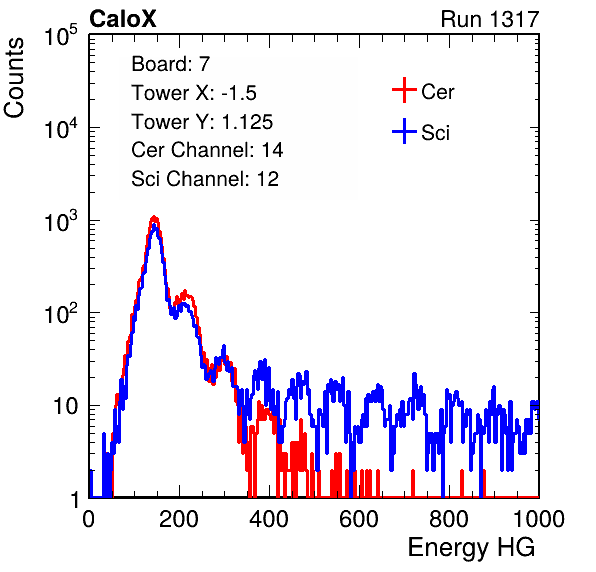 CaloX Run 1317
Counts
10^5
Board: 7
Tower X: -1.5
Tower Y: 1.125
Cer Channel: 14
Sci Channel: 12
Cer
Sci
10^4
10^3
10^2
10
1
0 200 400 600 800 1000
Energy HG